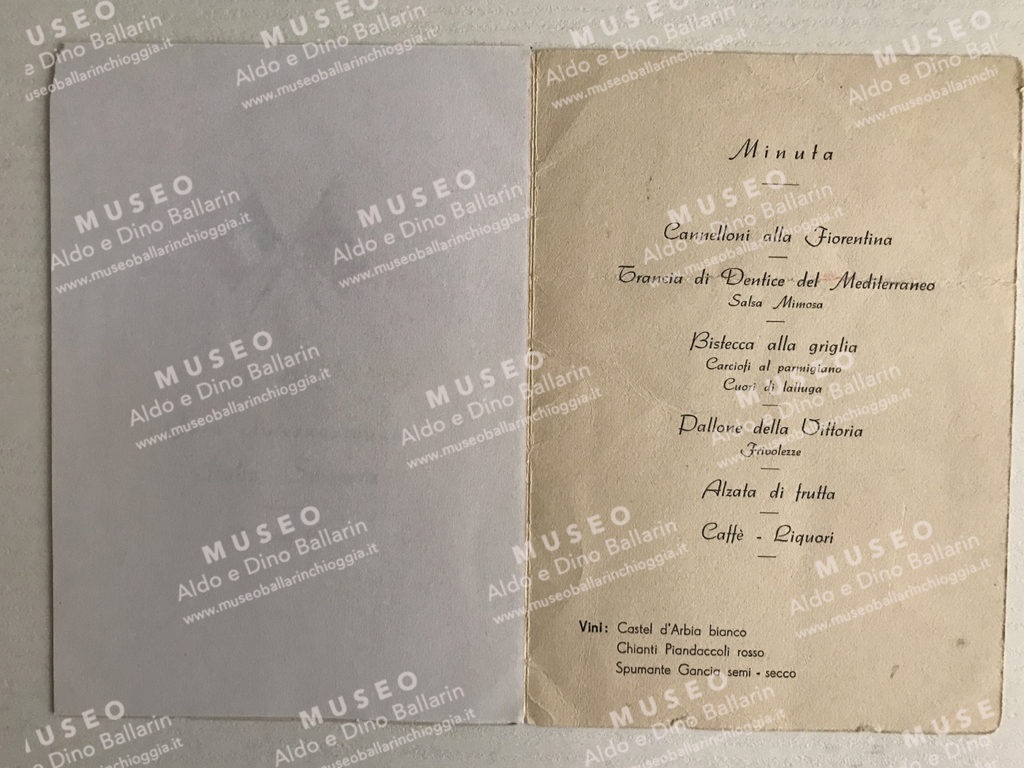 Minuta
Cannelloni alla Fiorentina
Trancia di Dentice del Mediterraneo
Salsa Mimosa
Bistecca alla griglia
Carciofi al parmigiano
Cuori di lattuga
Pallone della Vittoria
Frivolezze
Alzata di frutta
Caffè - Liquori
Vini: Castel d'Arbia bianco
Chianti Piandaccoli rosso
Spumante Gancia semi - secco
MUSEO
Aldo e Dino Ballarin
www.museoballarinchioggia.it